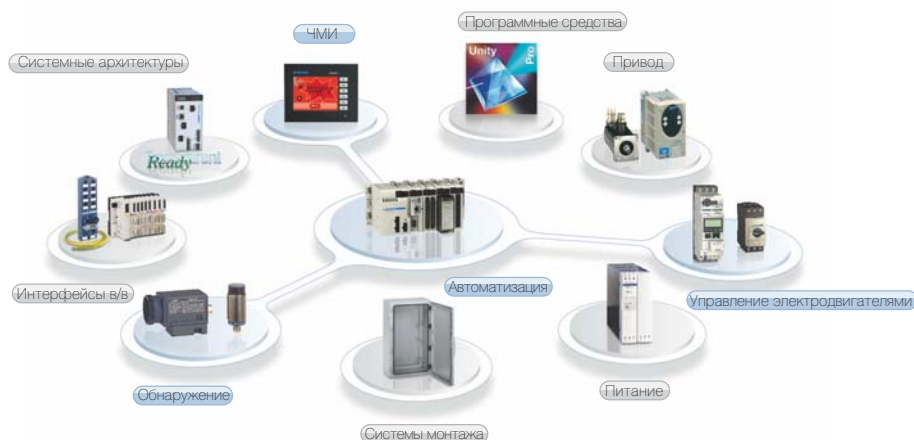 Программные средства
ЧМИ
Системные архитектуры
Привод
Unity
Pro
Ready
Интерфейсы в/в
Автоматизация
Управление электродвигателями
Обнаружение
Питание
Системы монтажа